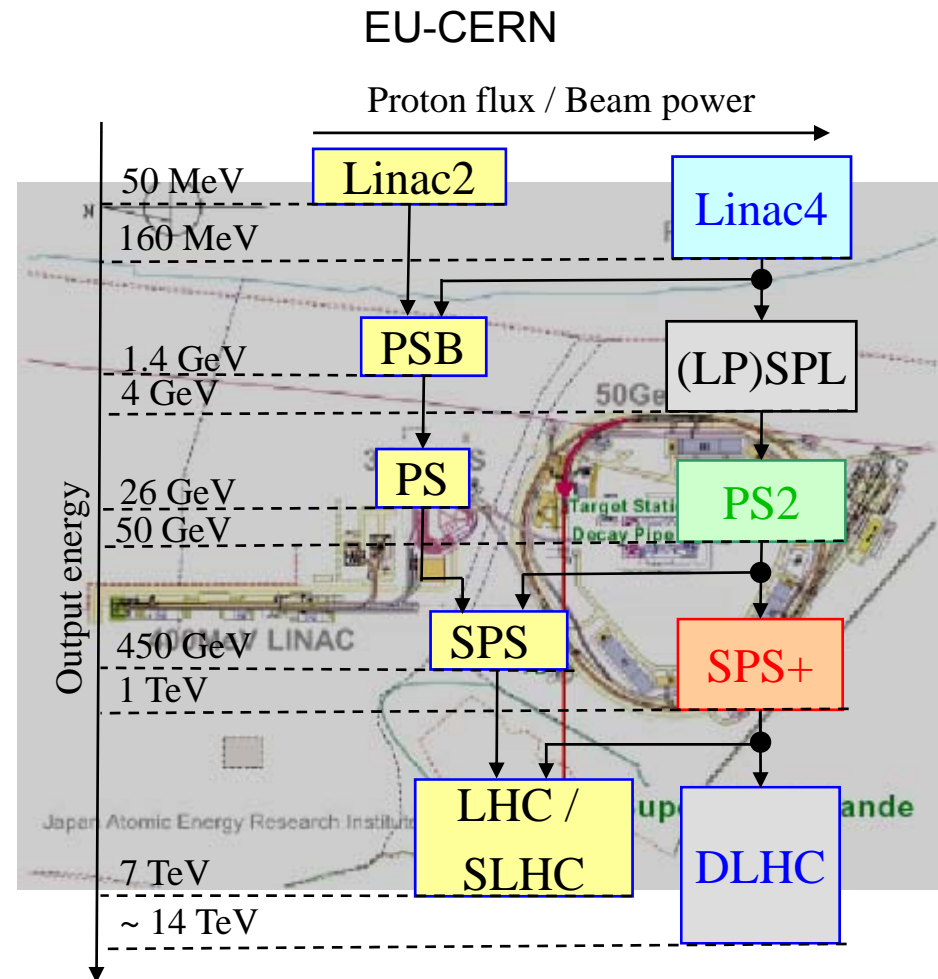 EU-CERN
Proton flux / Beam power
50 MeV
Linac2
Linac4
160 MeV
PSB
(LP)SPL
1.4 GeV
4 GeV
50Ge
PS
PS2
26 GeV
Target
50 GeV
Decay Pipe
Output energy
SPS
SPS+
MeV LINAC
450 GeV
1 TeV
LHC /
SLHC
Japan Atomic Energy Research Institute
ande
DLHC
7 TeV
~ 14 TeV